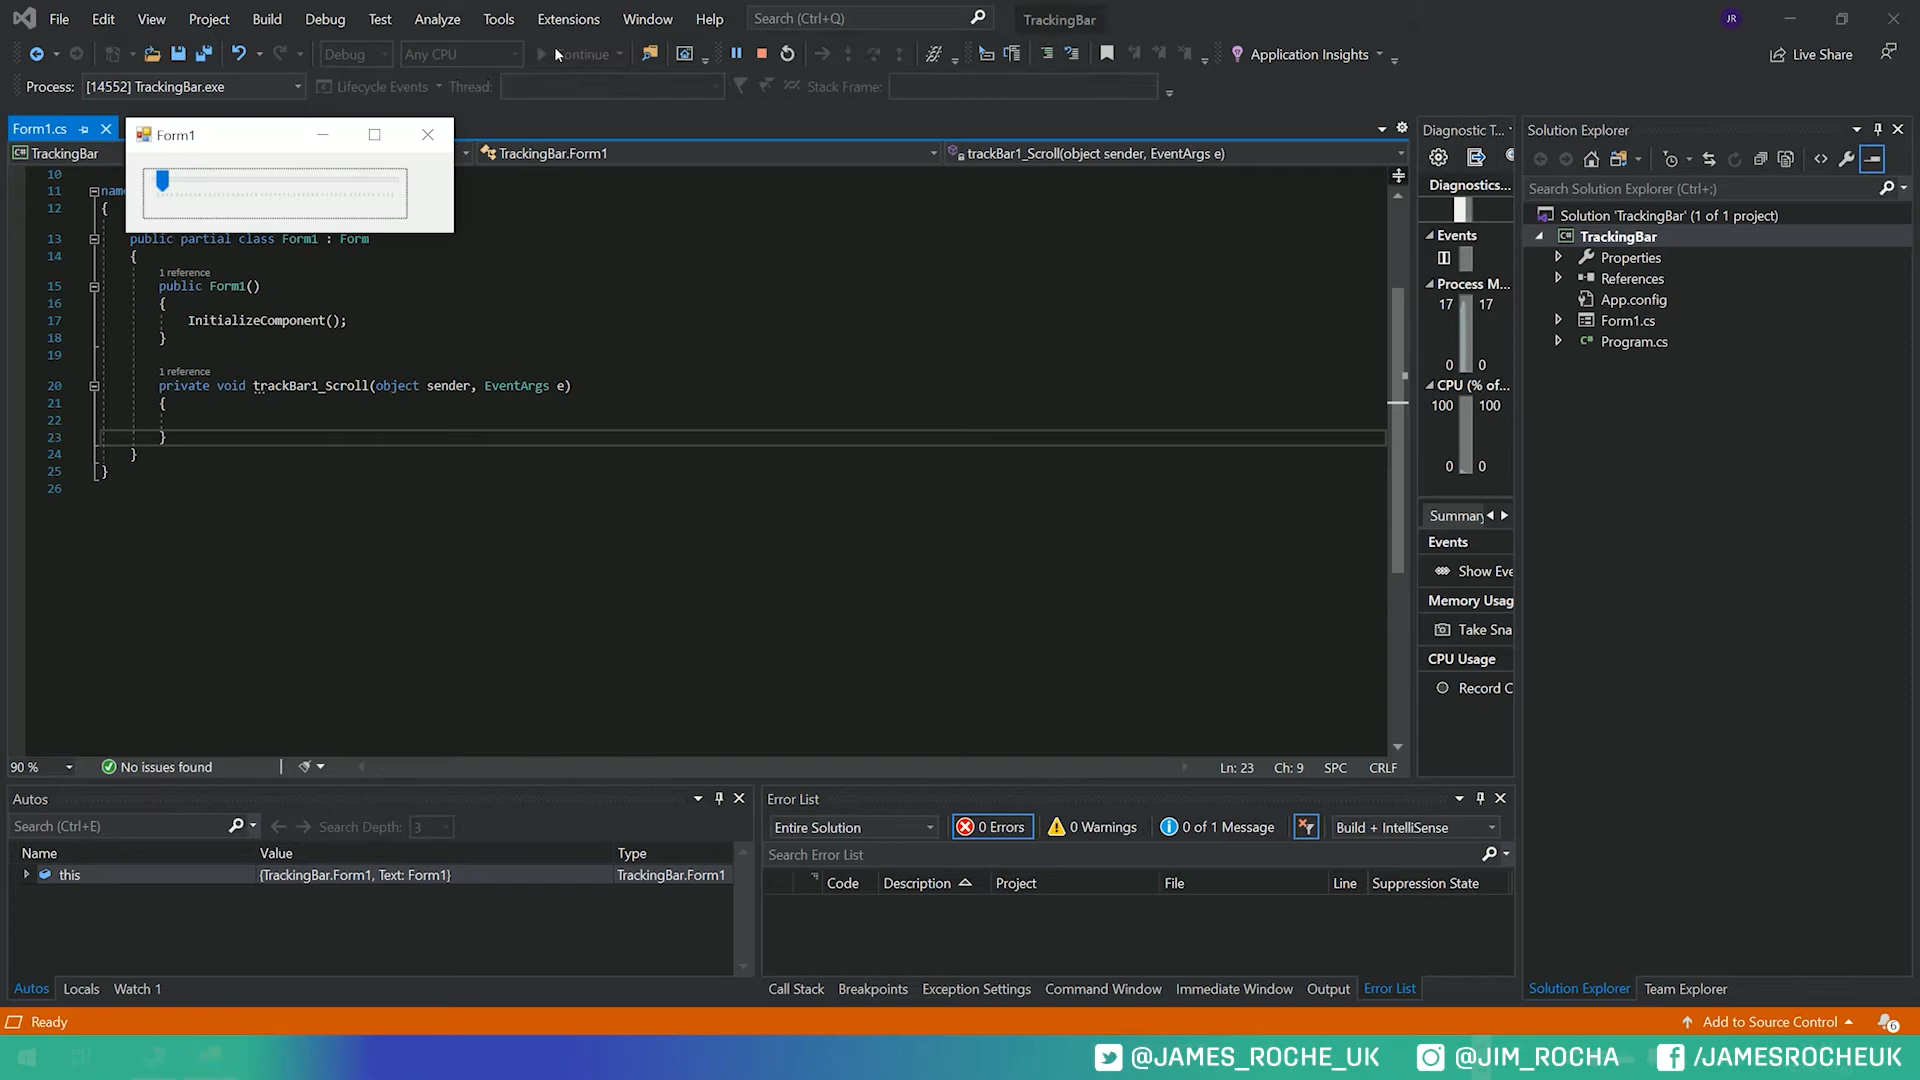 File Edit View Project Build Debug Test Analyze Tools Extensions Window Help Search (Ctrl+Q) TrackingBar JR
Debug Any CPU Continue Application Insights Live Share
Process: [14552] TrackingBar.exe Lifecycle Events Thread: Stack Frame:
Form1.cs
Form1
TrackingBar TrackingBar.Form1 trackBar1_Scroll(object sender, EventArgs e)
10
11 name
12 {
13 public partial class Form1 : Form
14 {
1 reference
15 public Form1()
16 {
17 InitializeComponent();
18 }
19
1 reference
20 private void trackBar1_Scroll(object sender, EventArgs e)
21 {
22
23 }
24 }
25 }
26
90 % No issues found Ln: 23 Ch: 9 SPC CRLF
Diagnostic T...
Diagnostics...
Events
Process M...
17 17
0 0
CPU (% of...
100 100
0 0
Summary
Events
Show Eve
Memory Usag
Take Sna
CPU Usage
Record C
Solution Explorer
Search Solution Explorer (Ctrl+;)
Solution 'TrackingBar' (1 of 1 project)
TrackingBar
Properties
References
App.config
Form1.cs
Program.cs
Autos
Search (Ctrl+E) Search Depth: 3
Name Value Type
this {TrackingBar.Form1, Text: Form1} TrackingBar.Form1
Autos Locals Watch 1
Error List
Entire Solution 0 Errors 0 Warnings 0 of 1 Message Build + IntelliSense
Search Error List
Code Description Project File Line Suppression State
Call Stack Breakpoints Exception Settings Command Window Immediate Window Output Error List
Solution Explorer Team Explorer
Ready Add to Source Control 6
@JAMES_ROCHE_UK @JIM_ROCHA /JAMESROCHEUK